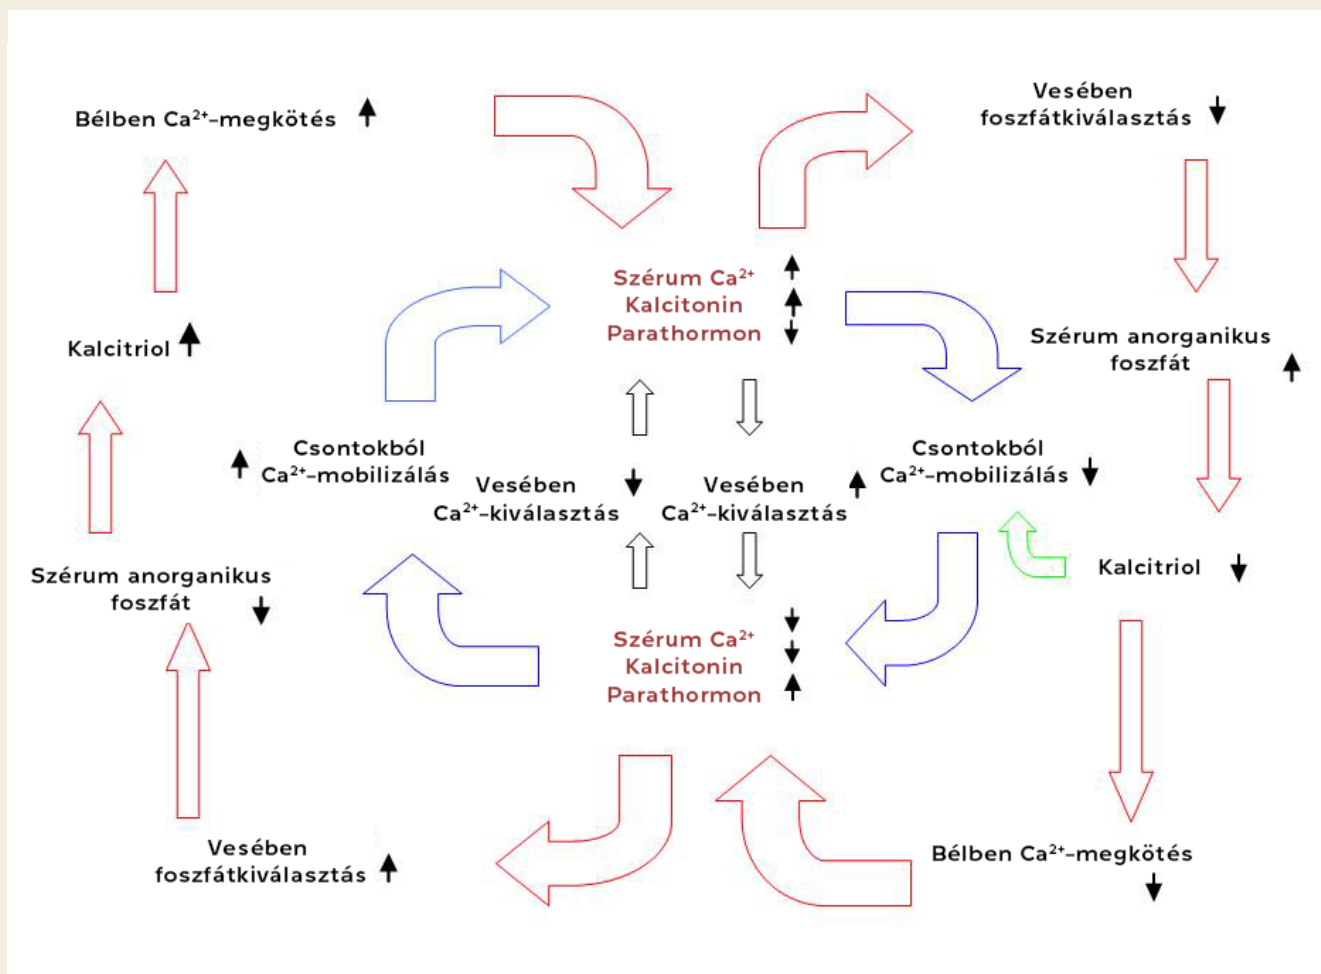 Bélben Ca²⁺–megkötés
Vesében
foszfátkiválasztás
Szérum Ca²⁺
Kalcitonin
Parathormon
Kalcitriol
Szérum anorganikus
foszfát
Csontokból
Ca²⁺–mobilizálás
Vesében
Ca²⁺–kiválasztás
Vesében
Ca²⁺–kiválasztás
Csontokból
Ca²⁺–mobilizálás
Szérum anorganikus
foszfát
Kalcitriol
Szérum Ca²⁺
Kalcitonin
Parathormon
Vesében
foszfátkiválasztás
Bélben Ca²⁺–megkötés